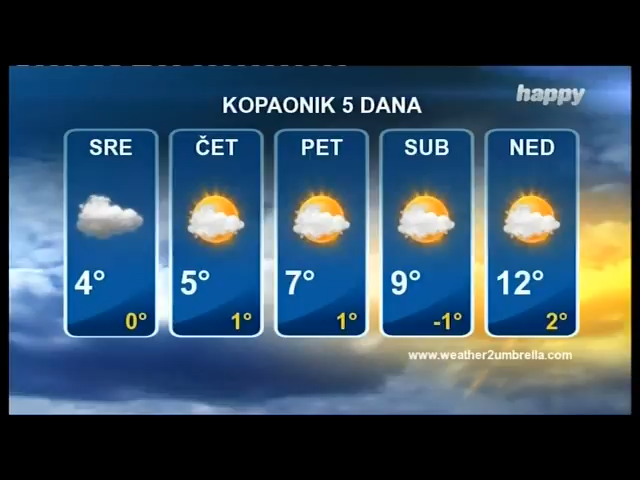 happy
KOPAONIK 5 DANA
SRE ČET PET SUB NED
4° 5° 7° 9° 12°
0° 1° 1° -1° 2°
www.weather2umbrella.com